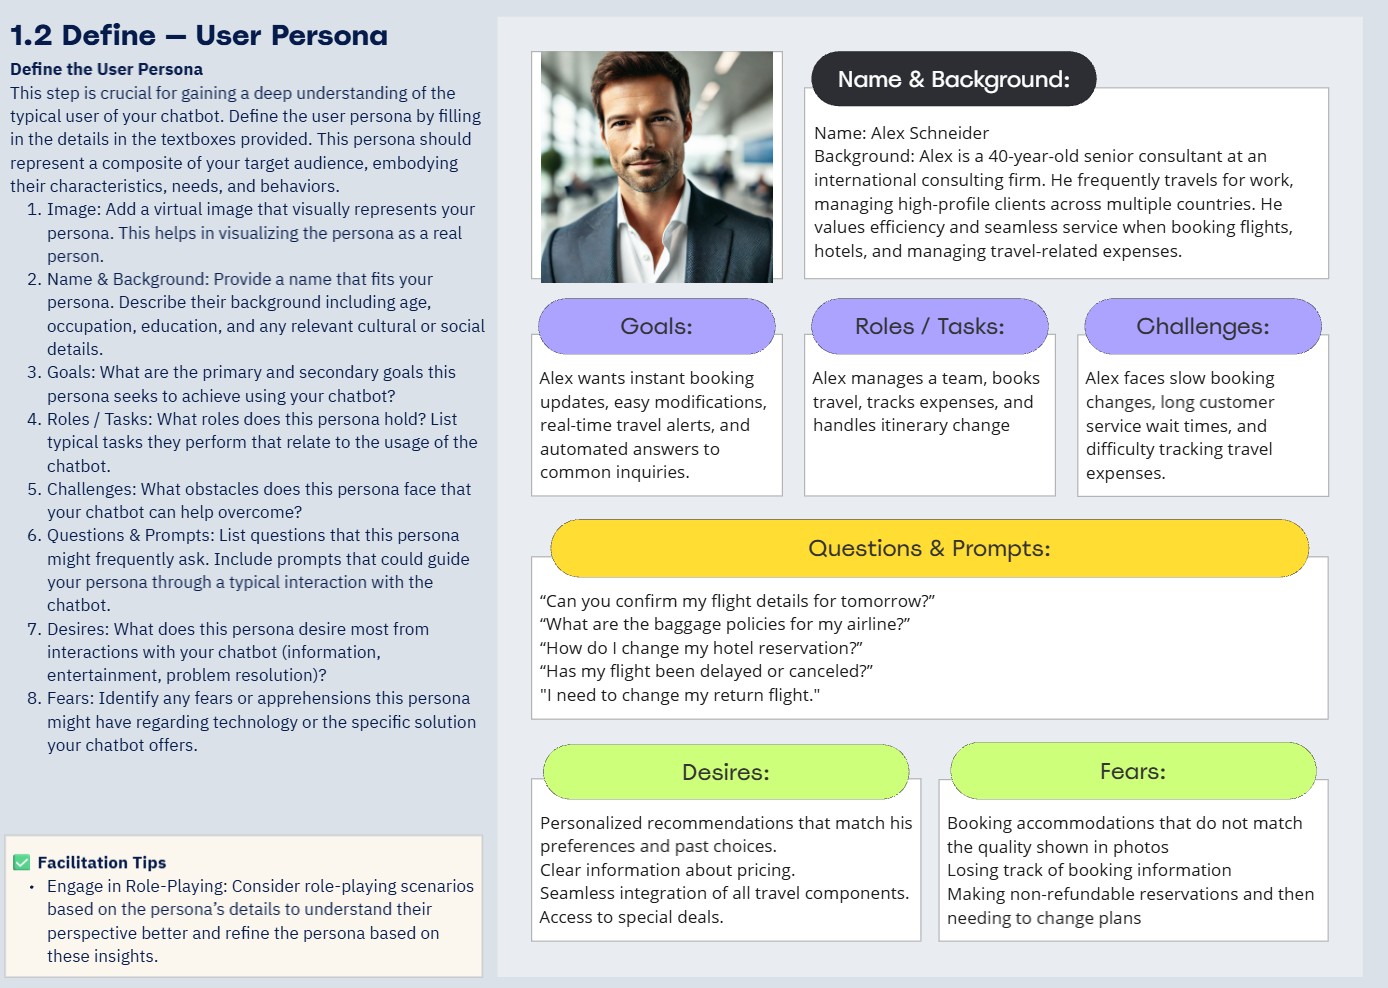 1.2 Define – User Persona
Define the User Persona
This step is crucial for gaining a deep understanding of the
typical user of your chatbot. Define the user persona by filling
in the details in the textboxes provided. This persona should
represent a composite of your target audience, embodying
their characteristics, needs, and behaviors.
1. Image: Add a virtual image that visually represents your
persona. This helps in visualizing the persona as a real
person.
2. Name & Background: Provide a name that fits your
persona. Describe their background including age,
occupation, education, and any relevant cultural or social
details.
3. Goals: What are the primary and secondary goals this
persona seeks to achieve using your chatbot?
4. Roles / Tasks: What roles does this persona hold? List
typical tasks they perform that relate to the usage of the
chatbot.
5. Challenges: What obstacles does this persona face that
your chatbot can help overcome?
6. Questions & Prompts: List questions that this persona
might frequently ask. Include prompts that could guide
your persona through a typical interaction with the
chatbot.
7. Desires: What does this persona desire most from
interactions with your chatbot (information,
entertainment, problem resolution)?
8. Fears: Identify any fears or apprehensions this persona
might have regarding technology or the specific solution
your chatbot offers.
✅ Facilitation Tips
• Engage in Role-Playing: Consider role-playing scenarios
based on the persona’s details to understand their
perspective better and refine the persona based on
these insights.
Name & Background:
Name: Alex Schneider
Background: Alex is a 40-year-old senior consultant at an
international consulting firm. He frequently travels for work,
managing high-profile clients across multiple countries. He
values efficiency and seamless service when booking flights,
hotels, and managing travel-related expenses.
Goals:
Alex wants instant booking
updates, easy modifications,
real-time travel alerts, and
automated answers to
common inquiries.
Roles / Tasks:
Alex manages a team, books
travel, tracks expenses, and
handles itinerary change
Challenges:
Alex faces slow booking
changes, long customer
service wait times, and
difficulty tracking travel
expenses.
Questions & Prompts:
“Can you confirm my flight details for tomorrow?”
“What are the baggage policies for my airline?”
“How do I change my hotel reservation?”
“Has my flight been delayed or canceled?”
"I need to change my return flight."
Desires:
Personalized recommendations that match his
preferences and past choices.
Clear information about pricing.
Seamless integration of all travel components.
Access to special deals.
Fears:
Booking accommodations that do not match
the quality shown in photos
Losing track of booking information
Making non-refundable reservations and then
needing to change plans